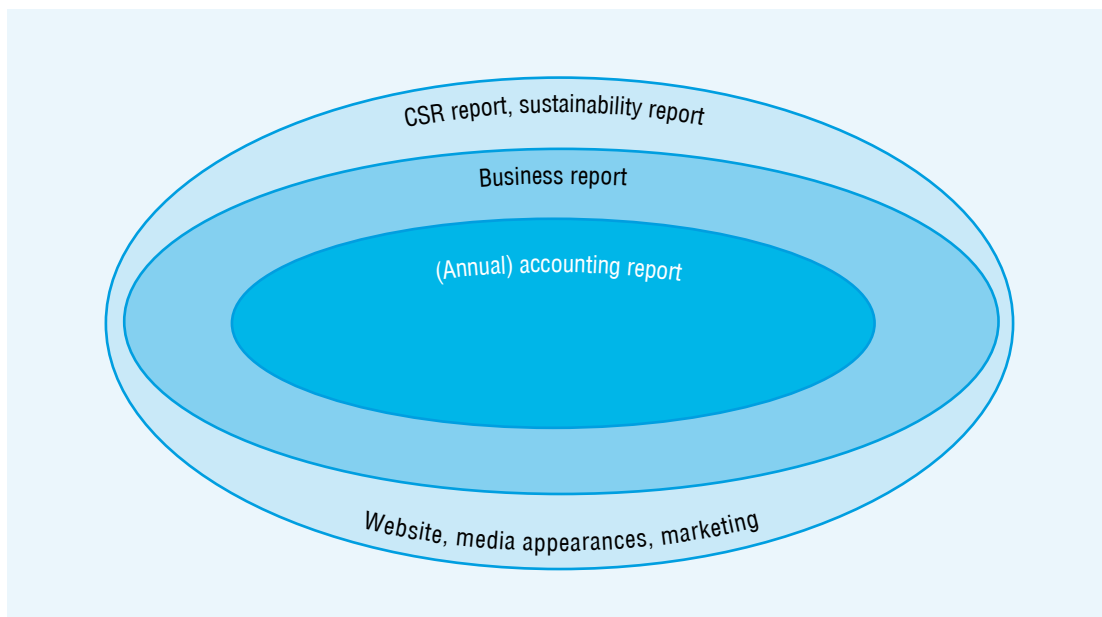 CSR report, sustainability report
Business report
(Annual) accounting report
Website, media appearances, marketing